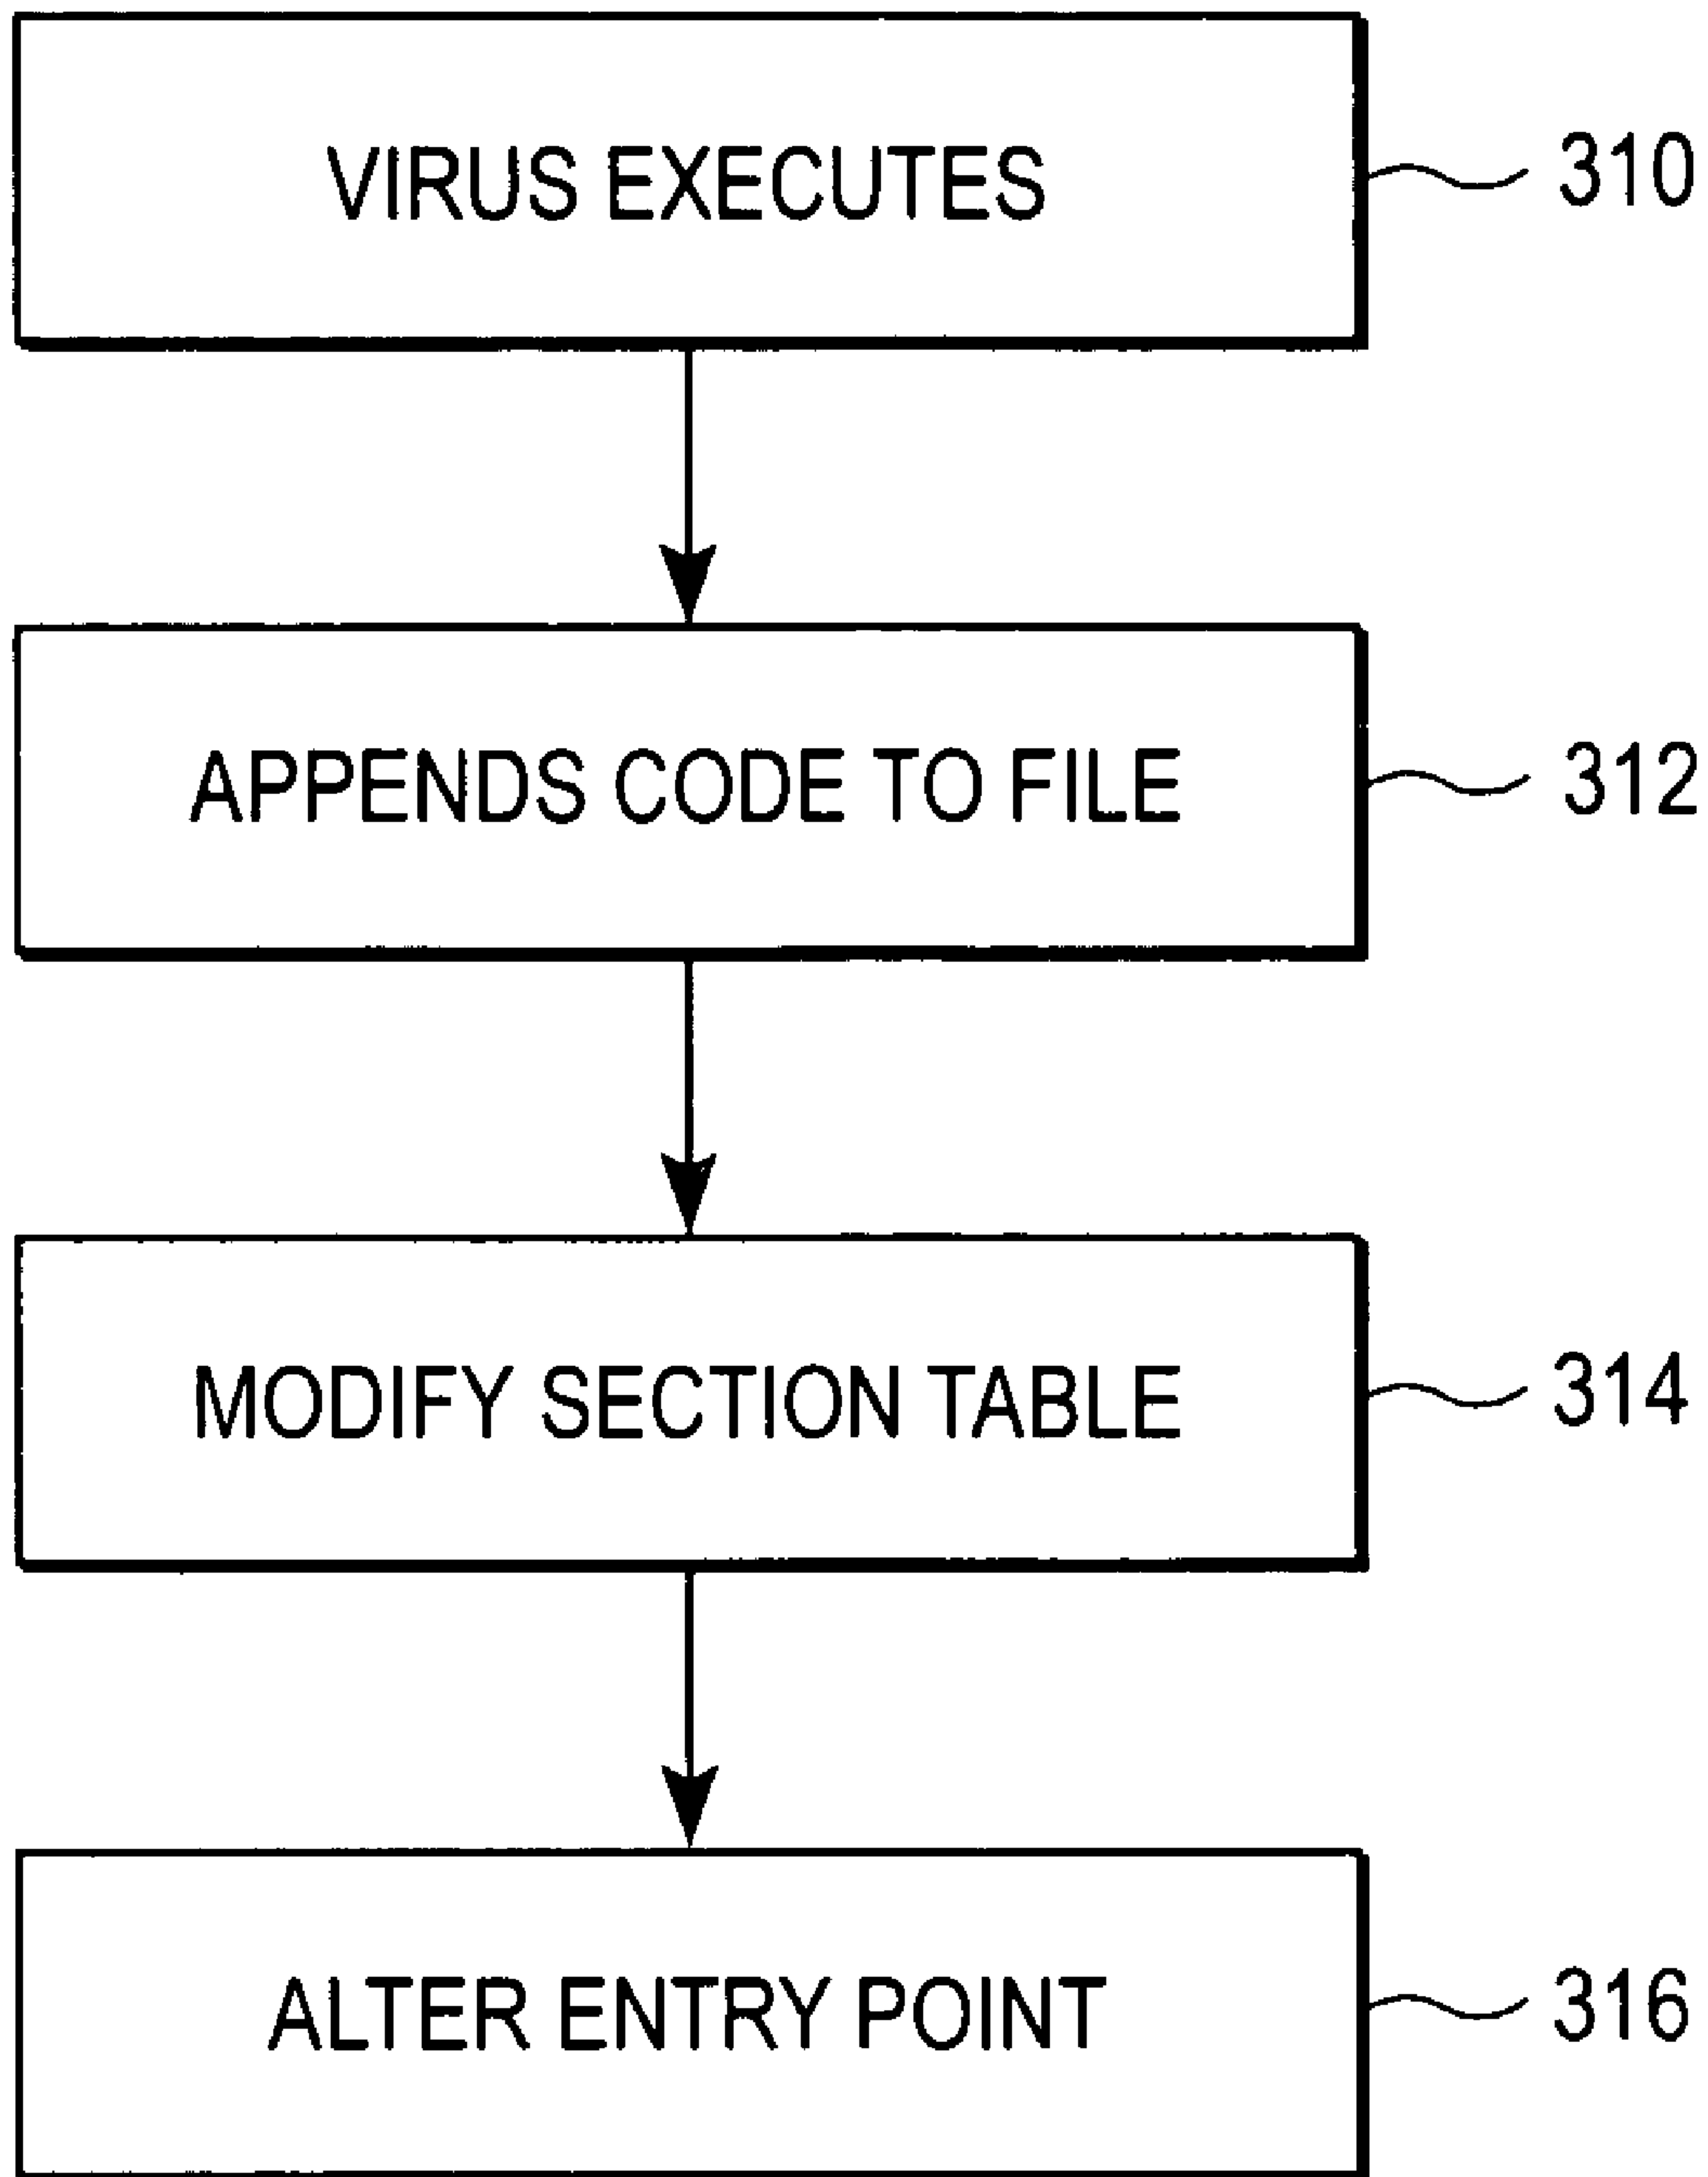 VIRUS EXECUTES
310
APPENDS CODE TO FILE
312
MODIFY SECTION TABLE
314
ALTER ENTRY POINT
316